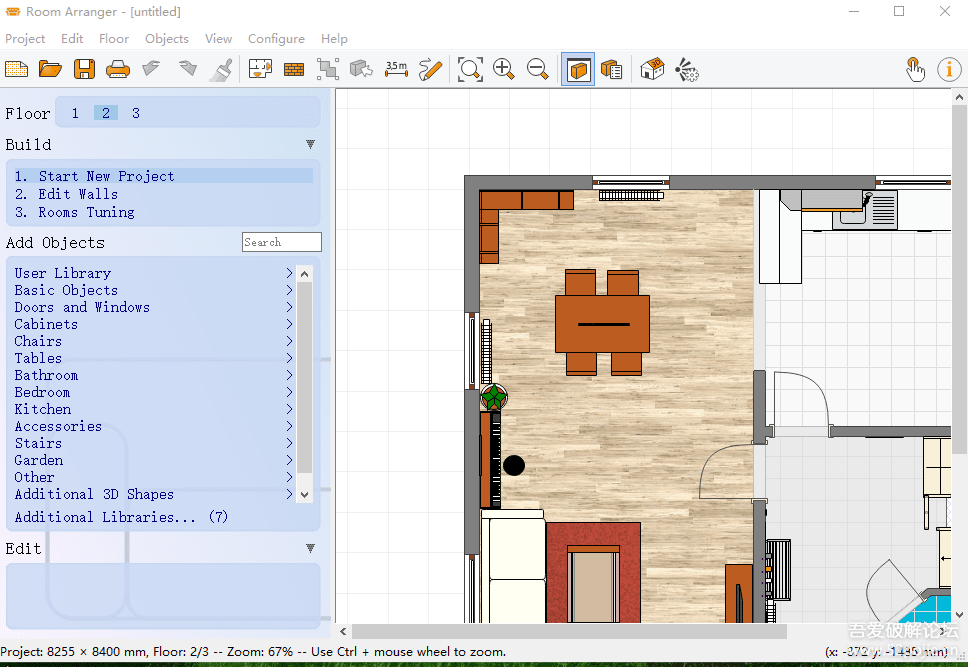 Room Arranger - [untitled]
Project Edit Floor Objects View Configure Help
3,5m
Floor 1 2 3
Build
1. Start New Project
2. Edit Walls
3. Rooms Tuning
Add Objects Search
User Library
Basic Objects
Doors and Windows
Cabinets
Chairs
Tables
Bathroom
Bedroom
Kitchen
Accessories
Stairs
Garden
Other
Additional 3D Shapes
Additional Libraries... (7)
Edit
吾爱破解论坛
Project: 8255 × 8400 mm, Floor: 2/3 -- Zoom: 67% -- Use Ctrl + mouse wheel to zoom. (x: -372 y: -1495 mm)